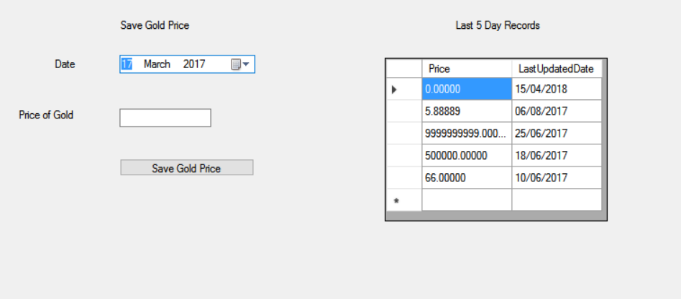 Save Gold Price
Date
17 March 2017
Price of Gold
Save Gold Price
Last 5 Day Records
Price LastUpdatedDate
0.00000 15/04/2018
5.88889 06/08/2017
9999999999.000... 25/06/2017
500000.00000 18/06/2017
66.00000 10/06/2017
*